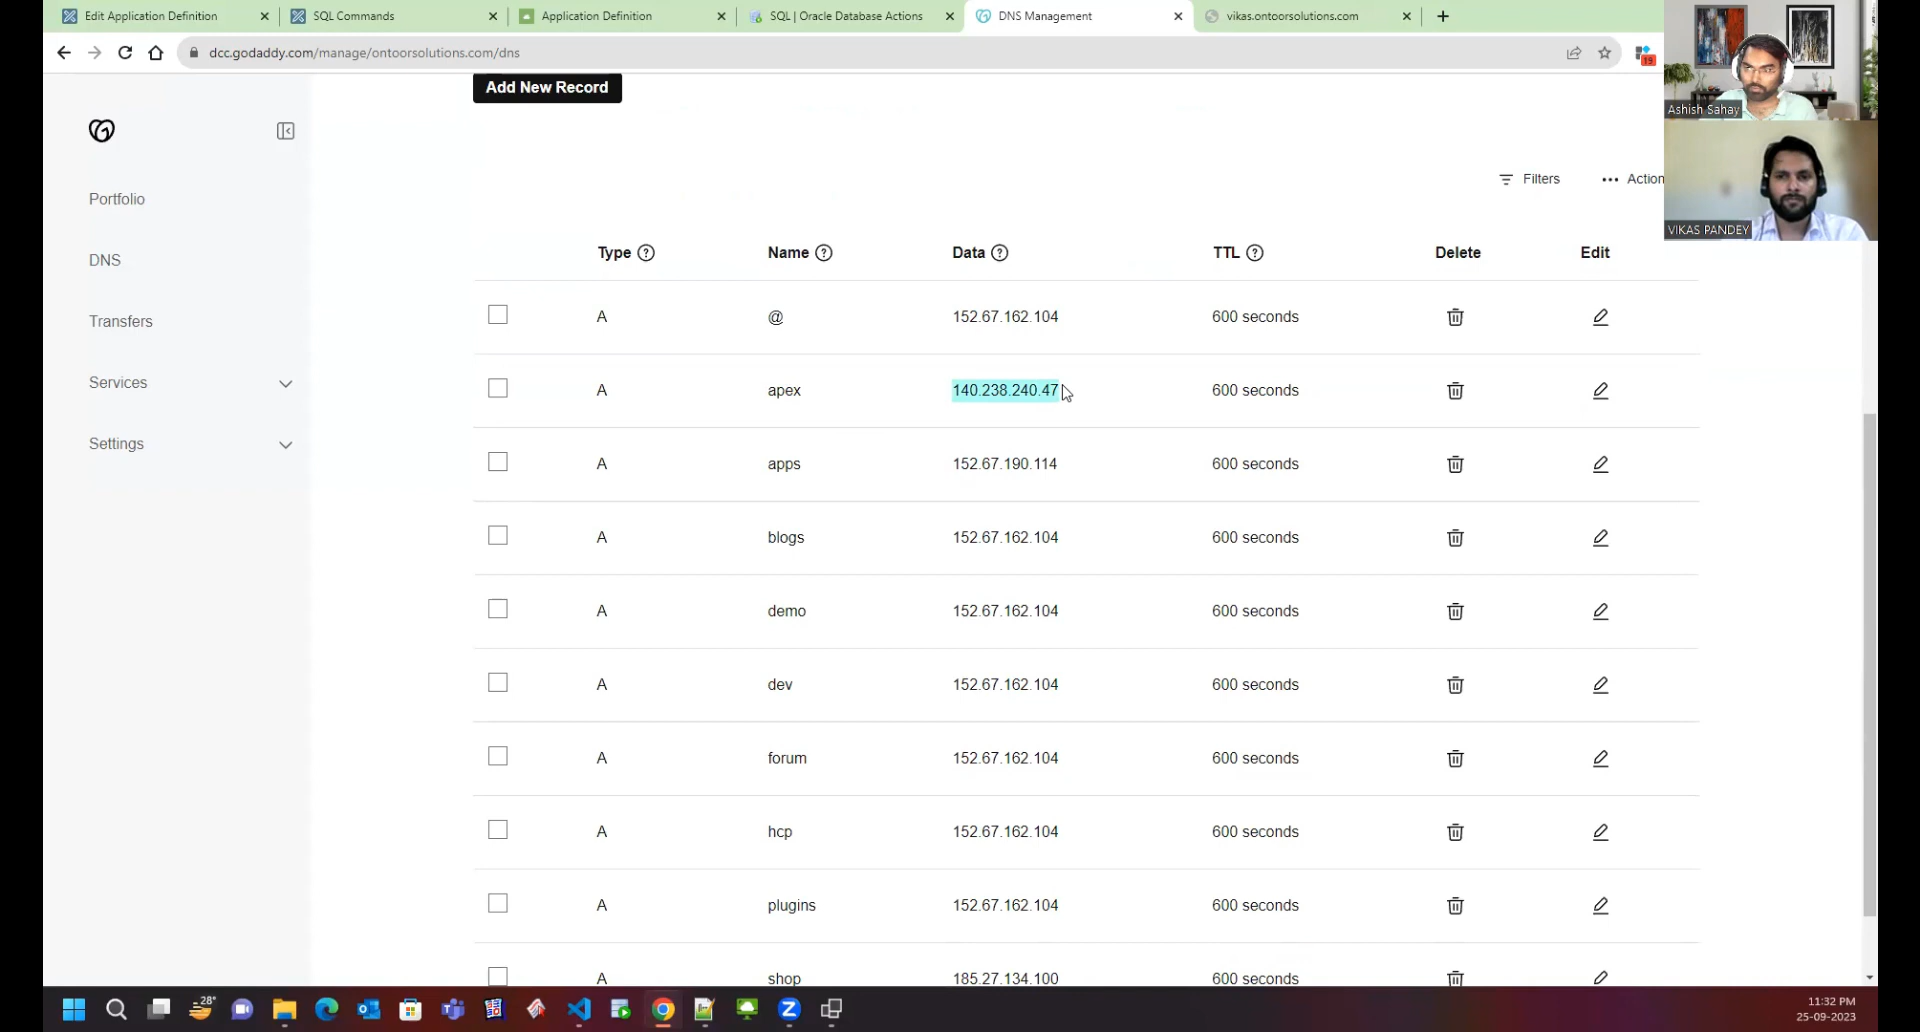 Edit Application Definition
SQL Commands
Application Definition
SQL | Oracle Database Actions
DNS Management
vikas.ontoorsolutions.com
dcc.godaddy.com/manage/ontoorsolutions.com/dns
19
Ashish Sahay
VIKAS PANDEY
Add New Record
Portfolio
DNS
Transfers
Services
Settings
Filters
Action
Type Name Data TTL Delete Edit
A @ 152.67.162.104 600 seconds
A apex 140.238.240.47 600 seconds
A apps 152.67.190.114 600 seconds
A blogs 152.67.162.104 600 seconds
A demo 152.67.162.104 600 seconds
A dev 152.67.162.104 600 seconds
A forum 152.67.162.104 600 seconds
A hcp 152.67.162.104 600 seconds
A plugins 152.67.162.104 600 seconds
A shop 185.27.134.100 600 seconds
28°
11:32 PM
25-09-2023